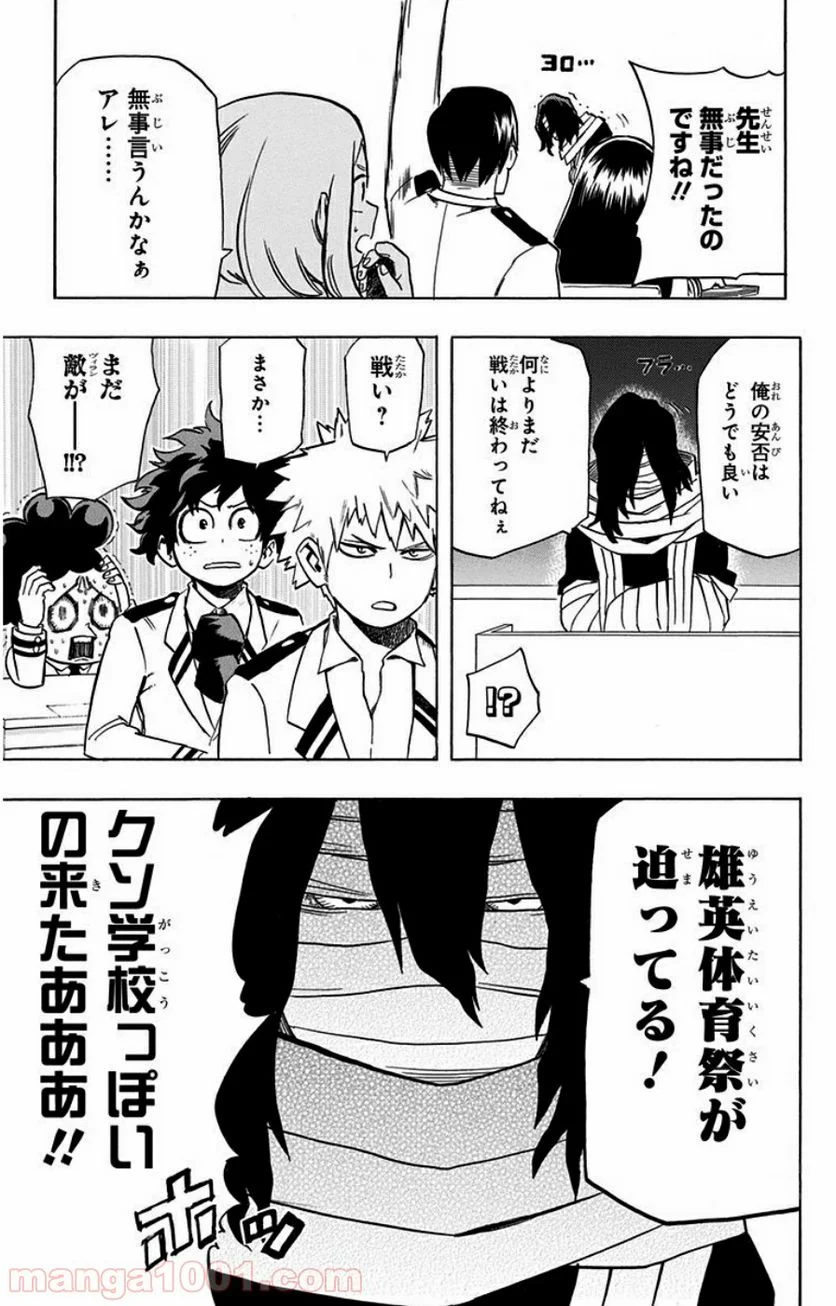 先生
無事だったの
ですね!!
ヨロ…
無事言うんかなぁ
アレ……
俺の安否は
どうでも良い
フラ…
何よりまだ
戦いは終わってねぇ
!?
戦い?
まさか…
まだ
敵が
――!!?
雄英体育祭が
迫ってる!
クソ学校っぽい
の来たあああ!!
ホッ
manga1001.com